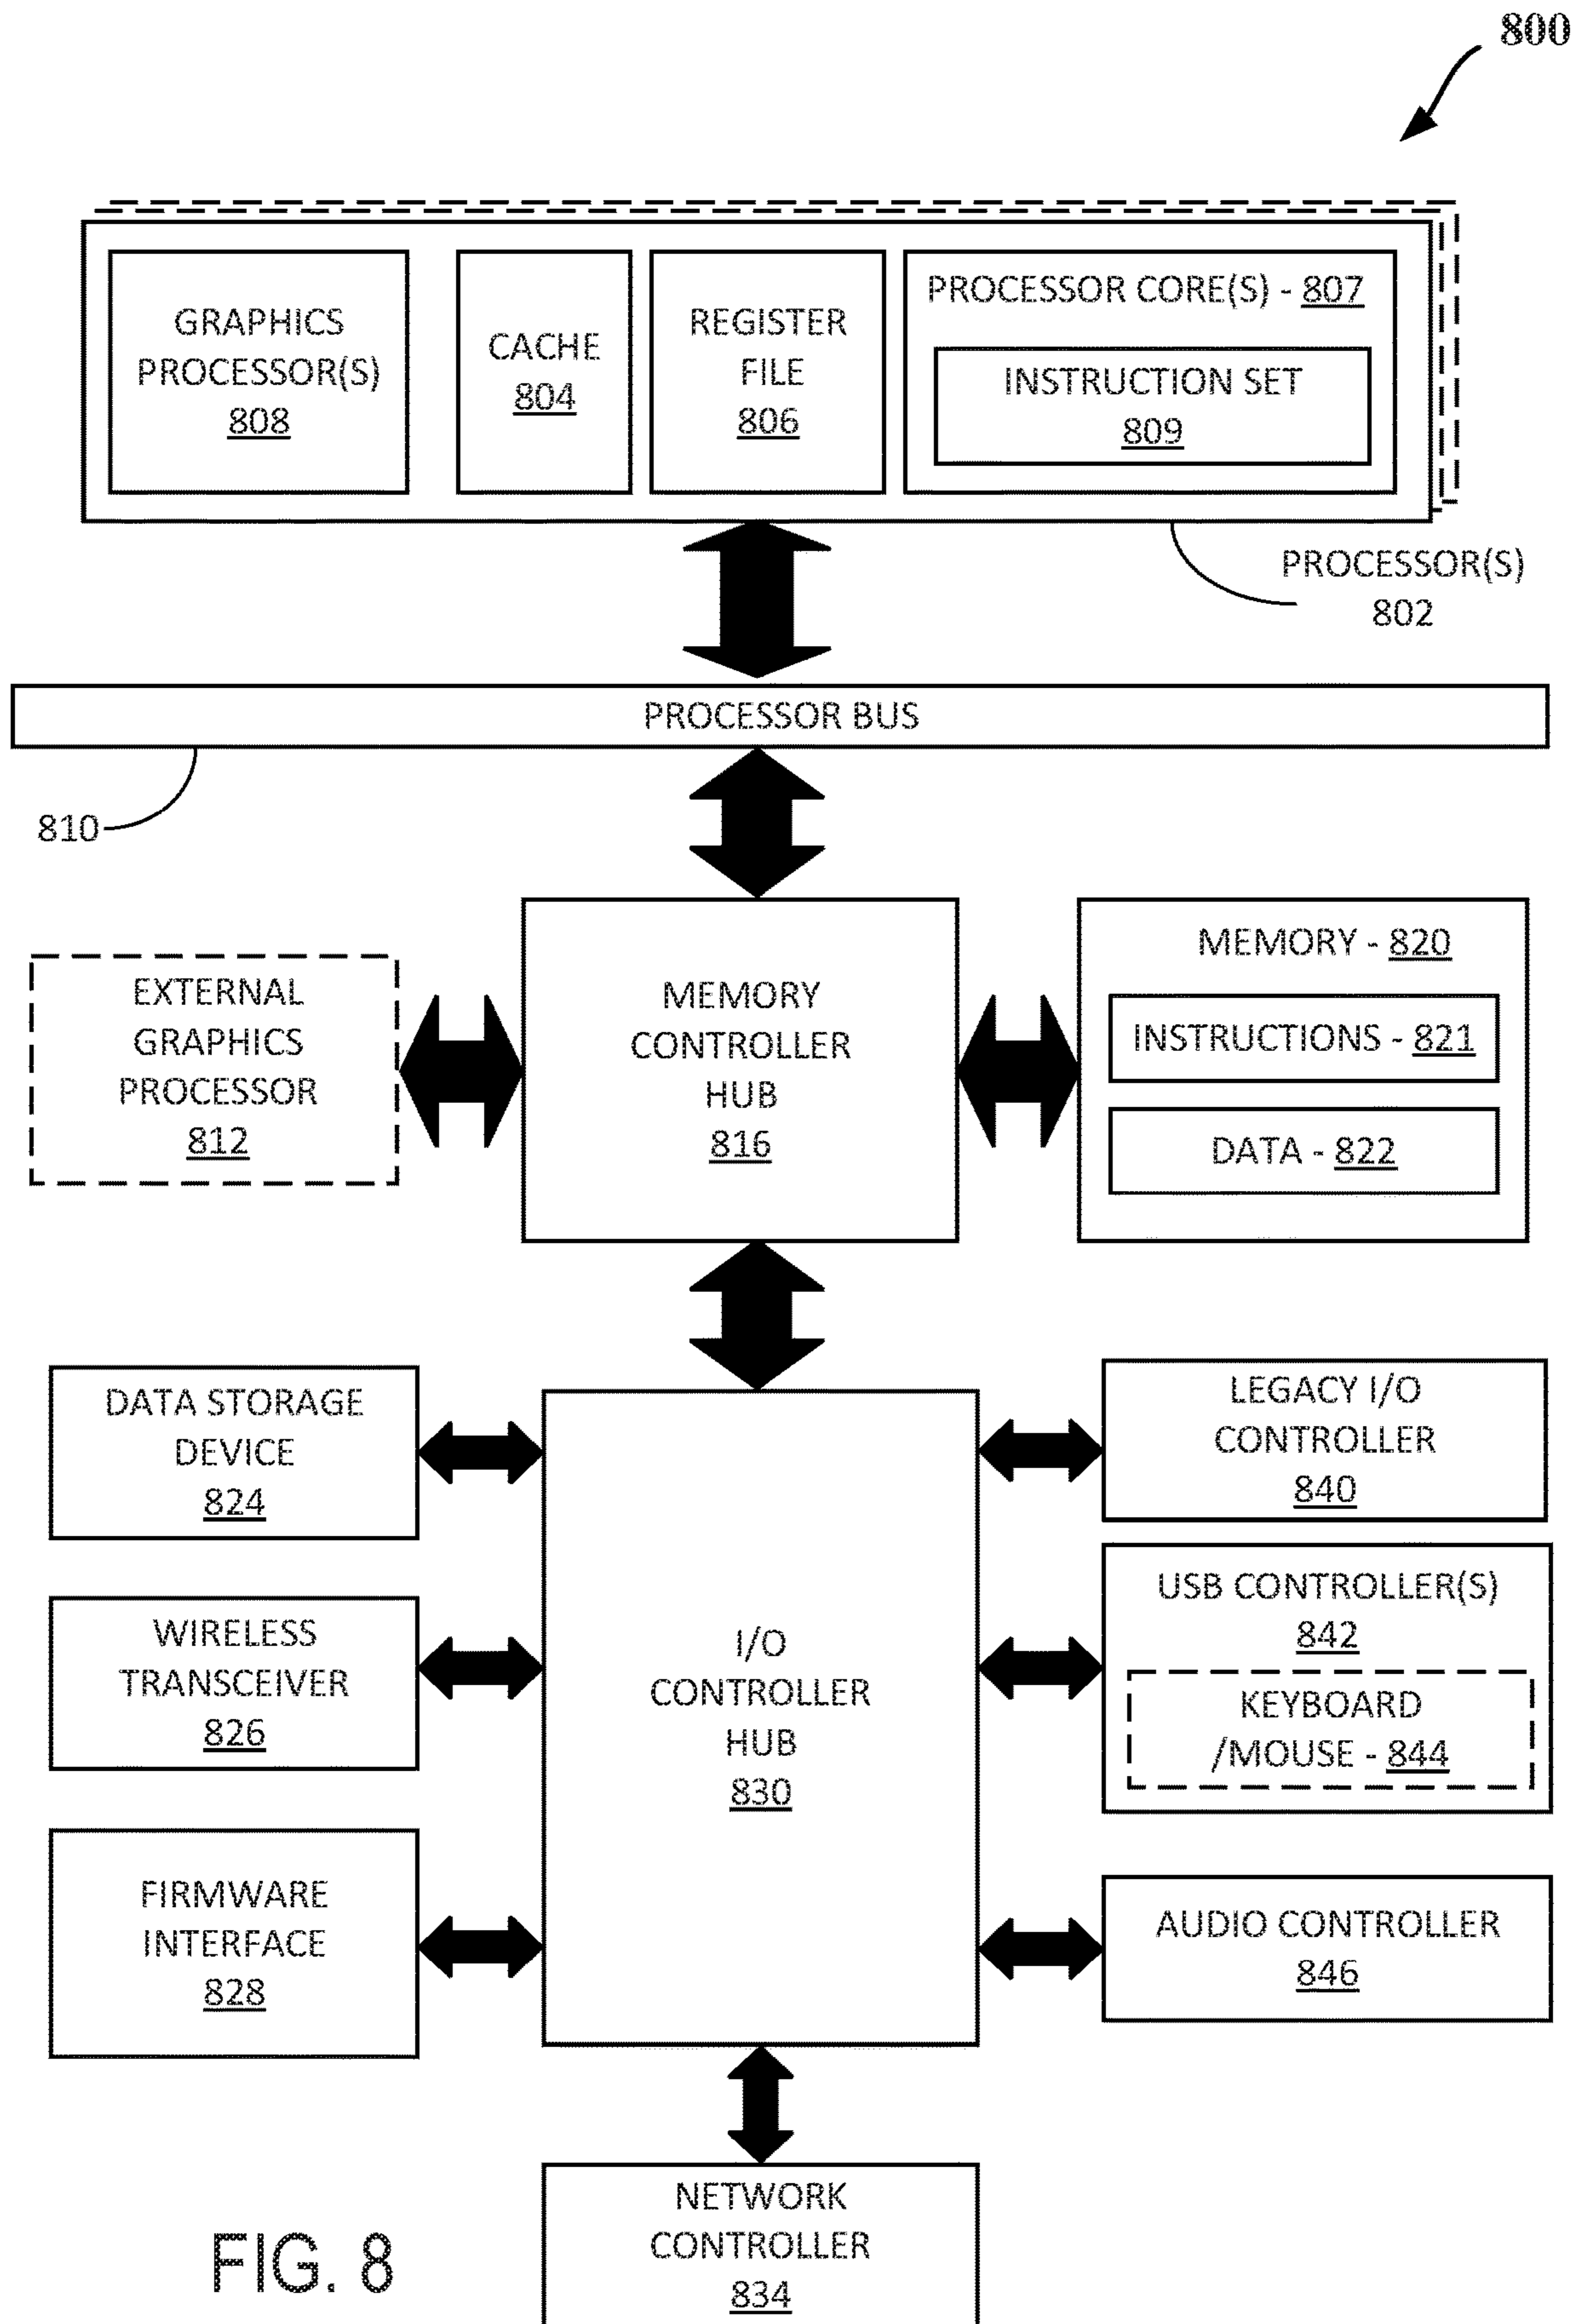 800
GRAPHICS
PROCESSOR(S)
808
CACHE
804
REGISTER
FILE
806
PROCESSOR CORE(S) - 807
INSTRUCTION SET
809
PROCESSOR(S)
802
PROCESSOR BUS
810
EXTERNAL
GRAPHICS
PROCESSOR
812
MEMORY
CONTROLLER
HUB
816
MEMORY - 820
INSTRUCTIONS - 821
DATA - 822
DATA STORAGE
DEVICE
824
WIRELESS
TRANSCEIVER
826
FIRMWARE
INTERFACE
828
I/O
CONTROLLER
HUB
830
LEGACY I/O
CONTROLLER
840
USB CONTROLLER(S)
842
KEYBOARD
/MOUSE - 844
AUDIO CONTROLLER
846
NETWORK
CONTROLLER
834
FIG. 8